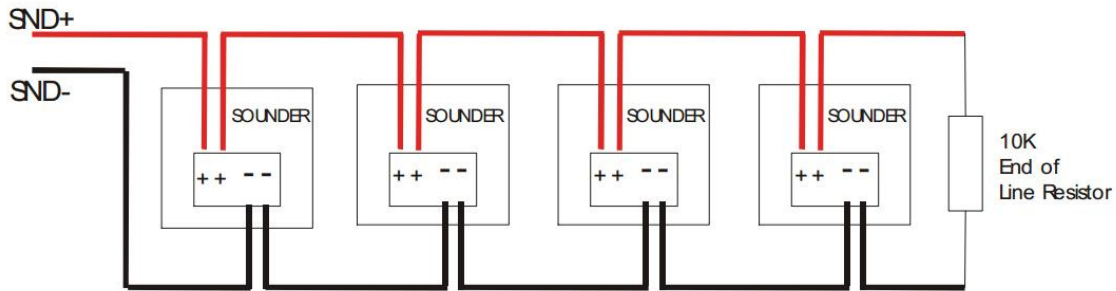 SND+
SND-
SOUNDER
SOUNDER
SOUNDER
SOUNDER
++ --
++ --
++ --
++ --
10K
End of
Line Resistor